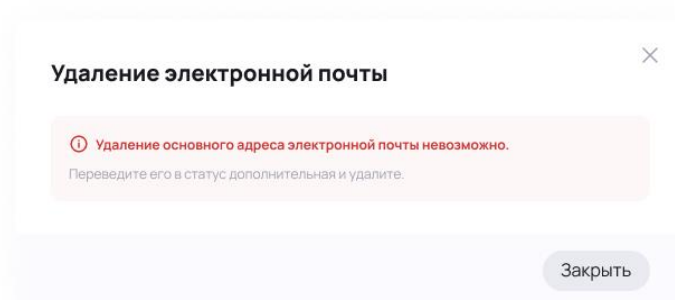 Удаление электронной почты
Удаление основного адреса электронной почты невозможно.
Переведите его в статус дополнительная и удалите.
Закрыть